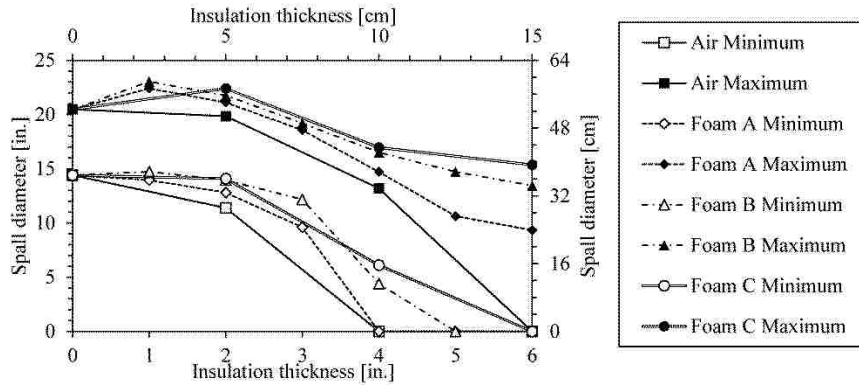 Insulation thickness [cm]
0 5 10 15
25 64
20 48
15 32
10
5 16
0 0
Spall diameter [in.]
Spall diameter [cm]
0 1 2 3 4 5 6
Insulation thickness [in.]
Air Minimum
Air Maximum
Foam A Minimum
Foam A Maximum
Foam B Minimum
Foam B Maximum
Foam C Minimum
Foam C Maximum